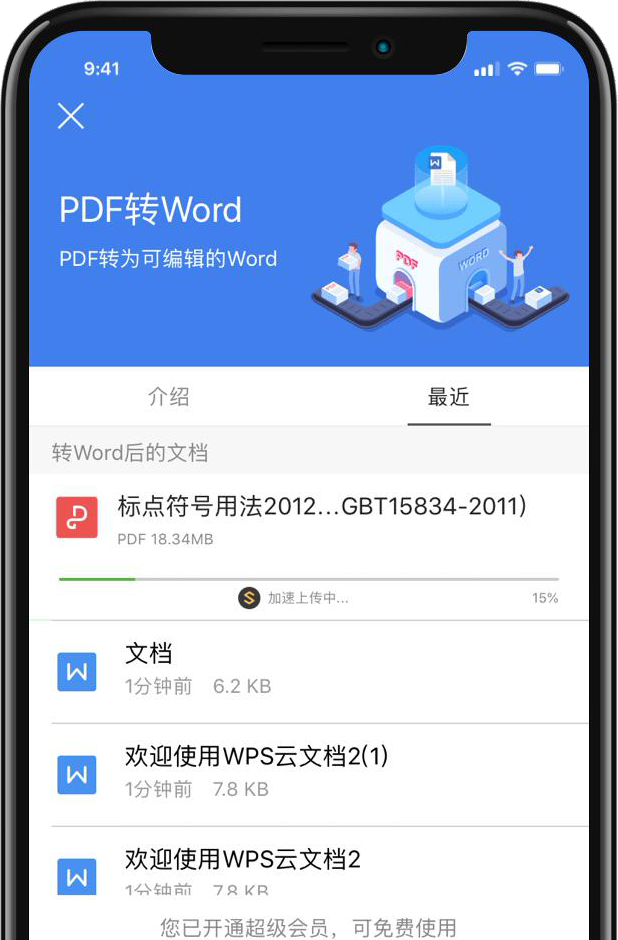 9:41
PDF转Word
PDF转为可编辑的Word
PDF
WORD
介绍
最近
转Word后的文档
标点符号用法2012...GBT15834-2011)
PDF 18.34MB
加速上传中...
15%
文档
1分钟前 6.2 KB
欢迎使用WPS云文档2(1)
1分钟前 7.8 KB
欢迎使用WPS云文档2
1分钟前 7.8 KB
您已开通超级会员，可免费使用